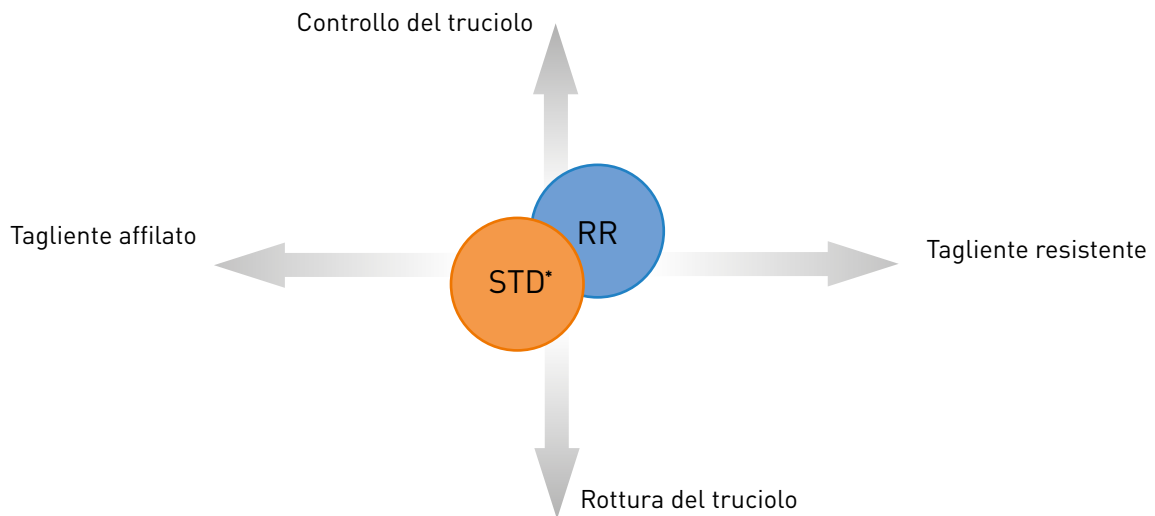 Controllo del truciolo
RR
Tagliente affilato
Tagliente resistente
STD*
Rottura del truciolo